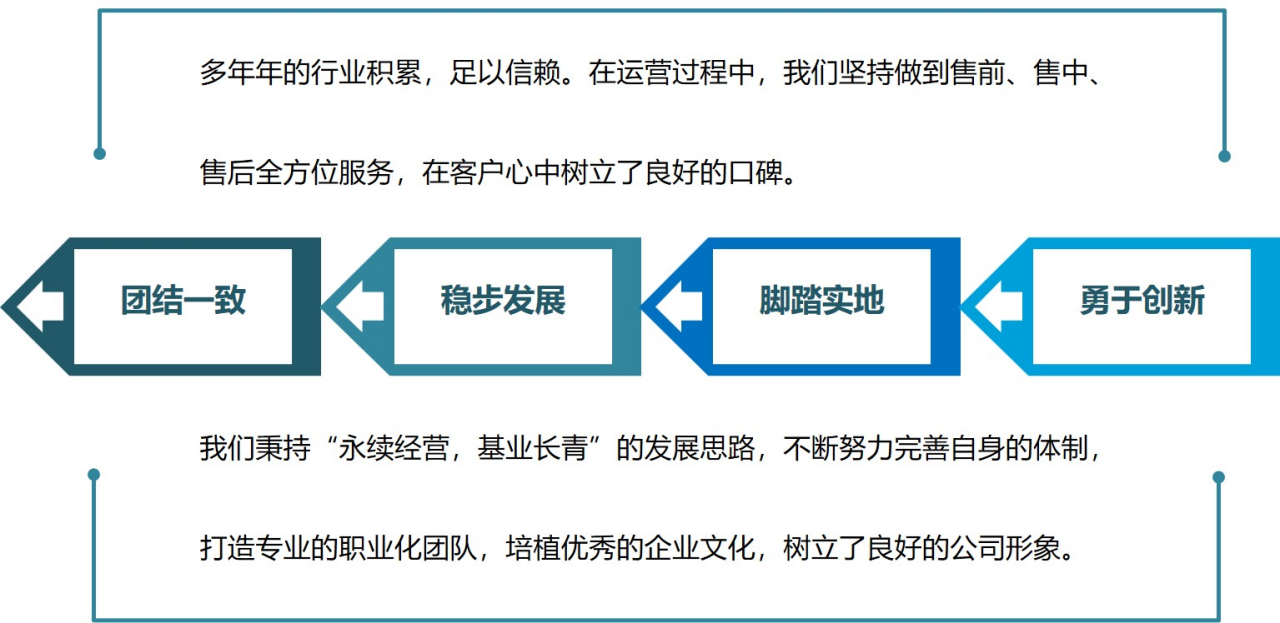 多年年的行业积累，足以信赖。在运营过程中，我们坚持做到售前、售中、
售后全方位服务，在客户心中树立了良好的口碑。
团结一致
稳步发展
脚踏实地
勇于创新
我们秉持“永续经营，基业长青”的发展思路，不断努力完善自身的体制，
打造专业的职业化团队，培植优秀的企业文化，树立了良好的公司形象。